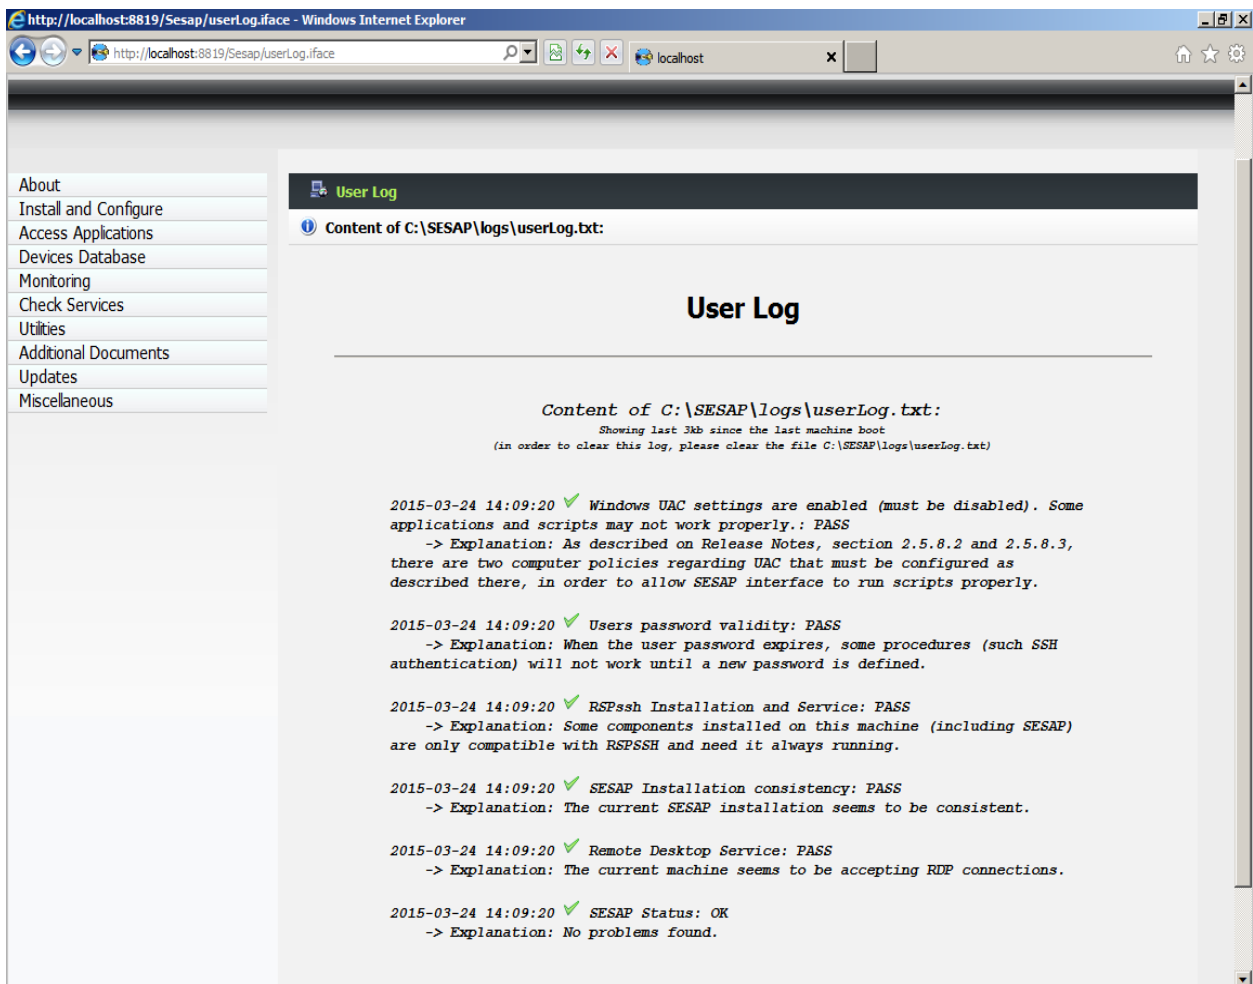 http://localhost:8819/Sesap/userLog.iface - Windows Internet Explorer
http://localhost:8819/Sesap/userLog.iface
localhost
About
Install and Configure
Access Applications
Devices Database
Monitoring
Check Services
Utilities
Additional Documents
Updates
Miscellaneous
User Log
Content of C:\SESAP\logs\userLog.txt:
User Log
Content of C:\SESAP\logs\userLog.txt:
Showing last 3kb since the last machine boot
(in order to clear this log, please clear the file C:\SESAP\logs\userLog.txt)
2015-03-24 14:09:20 Windows UAC settings are enabled (must be disabled). Some
applications and scripts may not work properly.: PASS
-> Explanation: As described on Release Notes, section 2.5.8.2 and 2.5.8.3,
there are two computer policies regarding UAC that must be configured as
described there, in order to allow SESAP interface to run scripts properly.
2015-03-24 14:09:20 Users password validity: PASS
-> Explanation: When the user password expires, some procedures (such SSH
authentication) will not work until a new password is defined.
2015-03-24 14:09:20 RSPssh Installation and Service: PASS
-> Explanation: Some components installed on this machine (including SESAP)
are only compatible with RSPSSH and need it always running.
2015-03-24 14:09:20 SESAP Installation consistency: PASS
-> Explanation: The current SESAP installation seems to be consistent.
2015-03-24 14:09:20 Remote Desktop Service: PASS
-> Explanation: The current machine seems to be accepting RDP connections.
2015-03-24 14:09:20 SESAP Status: OK
-> Explanation: No problems found.